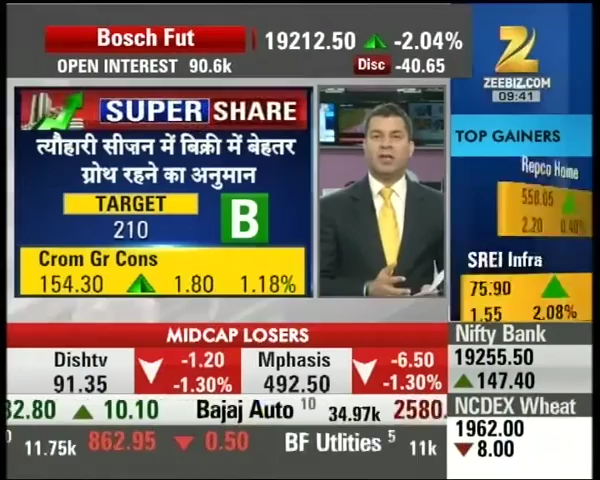 Bosch Fut
19212.50 -2.04%
OPEN INTEREST 90.6k
Disc -40.65
ZEEBIZ.COM
09:41
SUPER SHARE
त्यौहारी सीज़न में बिक्री में बेहतर
ग्रोथ रहने का अनुमान
TARGET
210
B
Crom Gr Cons
154.30 1.80 1.18%
TOP GAINERS
Repco Home
558.05
2.20 0.40%
SREI Infra
75.90
1.55 2.08%
MIDCAP LOSERS
Dishtv -1.20 Mphasis -6.50
91.35 -1.30% 492.50 -1.30%
Nifty Bank
19255.50
147.40
32.80 10.10 Bajaj Auto 10 34.97k 2580.
NCDEX Wheat
1962.00
8.00
0 11.75k 862.95 0.50 BF Utlities 5 11k